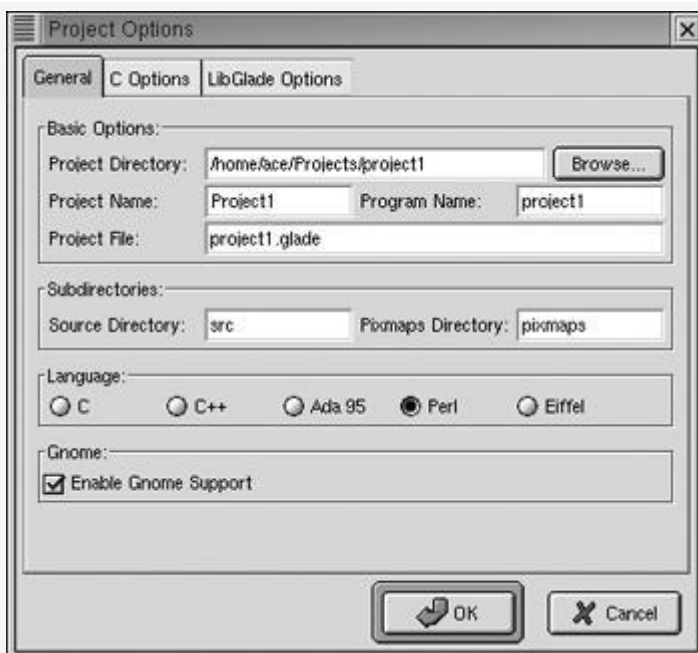 Project Options
General C Options LibGlade Options
Basic Options:
Project Directory: /home/ace/Projects/project1 Browse...
Project Name: Project1 Program Name: project1
Project File: project1.glade
Subdirectories:
Source Directory: src Pixmaps Directory: pixmaps
Language:
C C++ Ada 95 Perl Eiffel
Gnome:
Enable Gnome Support
OK Cancel